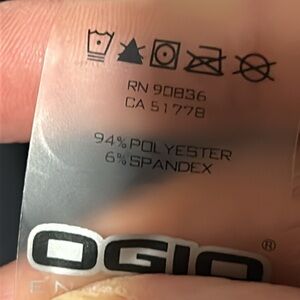 RN 90836
CA 51778
94% POLYESTER
6% SPANDEX
OGIO®